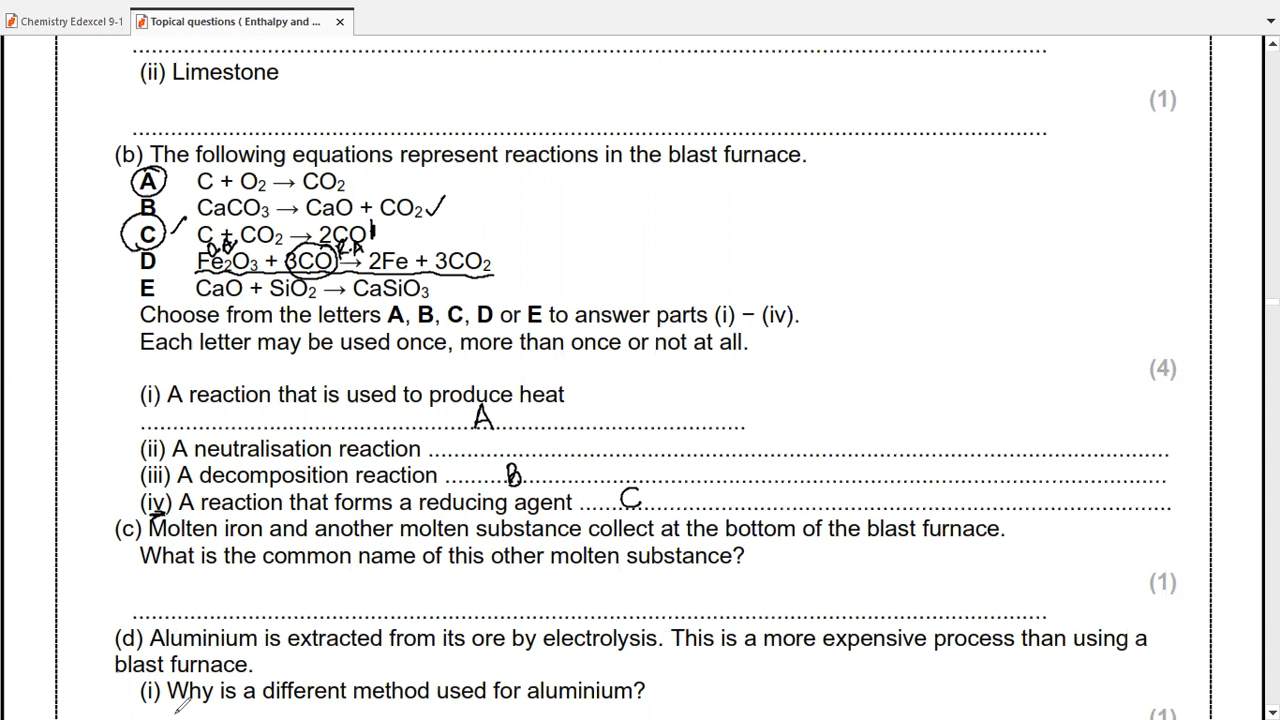 Chemistry Edexcel 9-1
Topical questions ( Enthalpy and ...
(ii) Limestone
(1)
(b) The following equations represent reactions in the blast furnace.
A C + O₂ → CO₂
B CaCO₃ → CaO + CO₂ ✓
C C + CO₂ → 2CO
D Fe₂O₃ + 3CO → 2Fe + 3CO₂
E CaO + SiO₂ → CaSiO₃
Choose from the letters A, B, C, D or E to answer parts (i) − (iv).
Each letter may be used once, more than once or not at all.
(4)
(i) A reaction that is used to produce heat
A
(ii) A neutralisation reaction
(iii) A decomposition reaction B
(iv) A reaction that forms a reducing agent C
(c) Molten iron and another molten substance collect at the bottom of the blast furnace.
What is the common name of this other molten substance?
(1)
(d) Aluminium is extracted from its ore by electrolysis. This is a more expensive process than using a
blast furnace.
(i) Why is a different method used for aluminium?
(1)